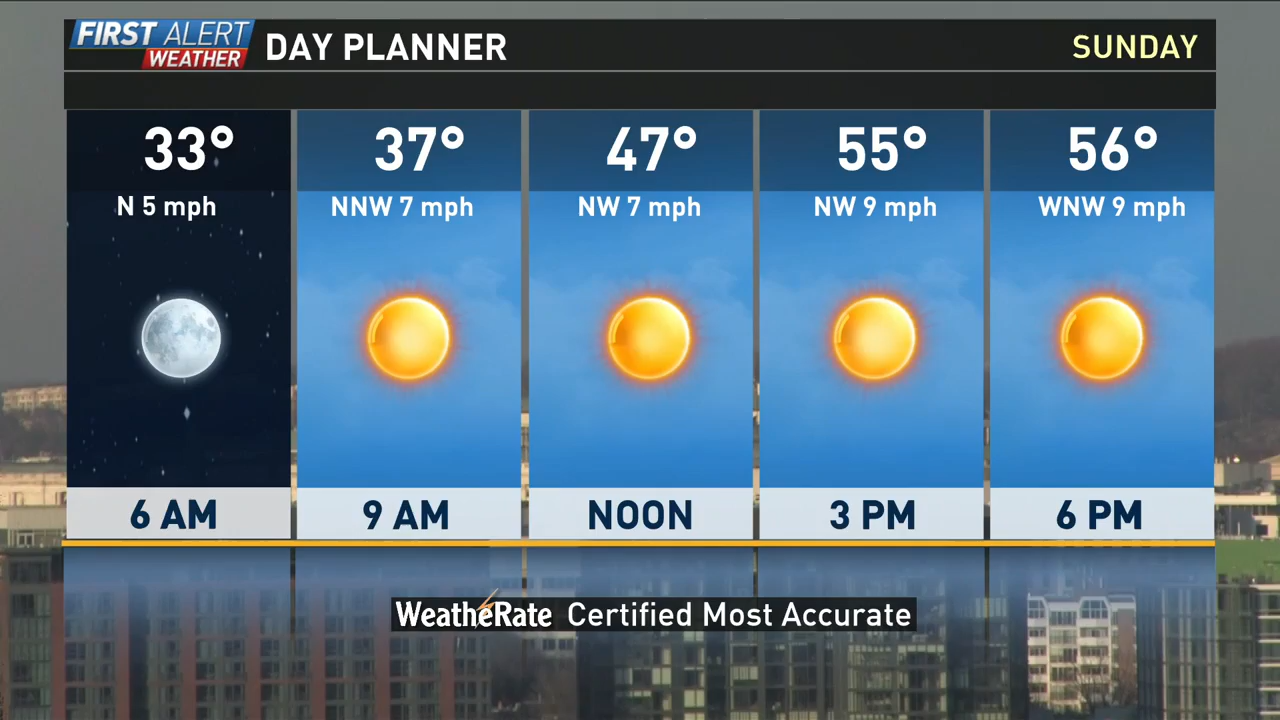 FIRST ALERT
WEATHER
DAY PLANNER
SUNDAY
33° 37° 47° 55° 56°
N 5 mph NNW 7 mph NW 7 mph NW 9 mph WNW 9 mph
6 AM 9 AM NOON 3 PM 6 PM
WeatheRate Certified Most Accurate